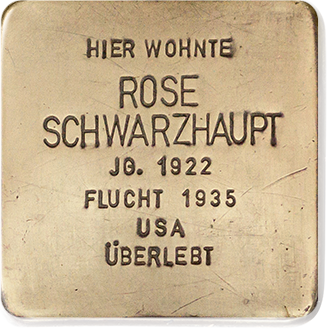 HIER WOHNTE
ROSE
SCHWARZHAUPT
JG. 1922
FLUCHT 1935
USA
ÜBERLEBT